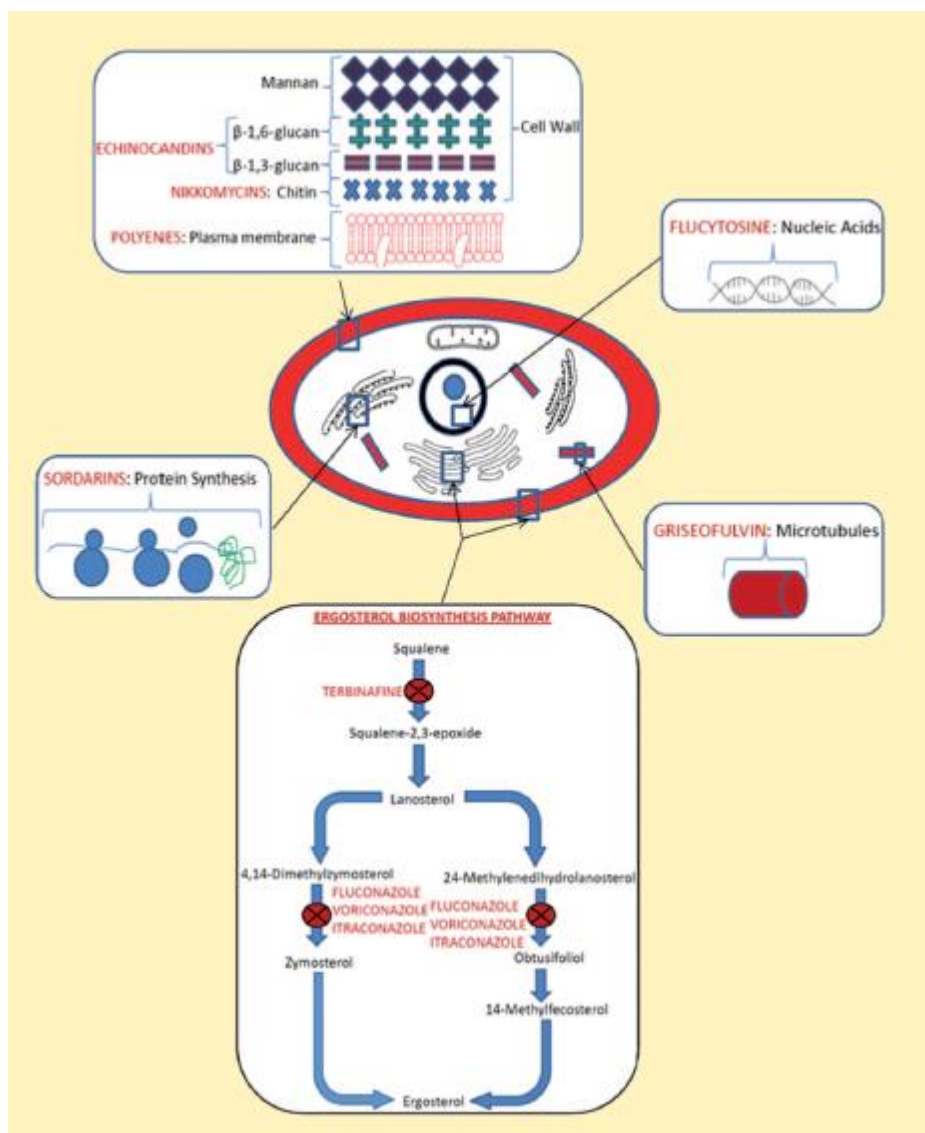 Mannan
Cell Wall
β-1,6-glucan
ECHINOCANDINS
β-1,3-glucan
NIKKOMYCINS: Chitin
POLYENES: Plasma membrane
FLUCYTOSINE: Nucleic Acids
SORDARINS: Protein Synthesis
GRISEOFULVIN: Microtubules
ERGOSTEROL BIOSYNTHESIS PATHWAY
Squalene
TERBINAFINE
Squalene-2,3-epoxide
Lanosterol
4,14-Dimethylzymosterol
24-Methylenedihydrolanosterol
FLUCONAZOLE
VORICONAZOLE
ITRACONAZOLE
FLUCONAZOLE
VORICONAZOLE
ITRACONAZOLE
Zymosterol
Obtusifoliol
14-Methylfecosterol
Ergosterol